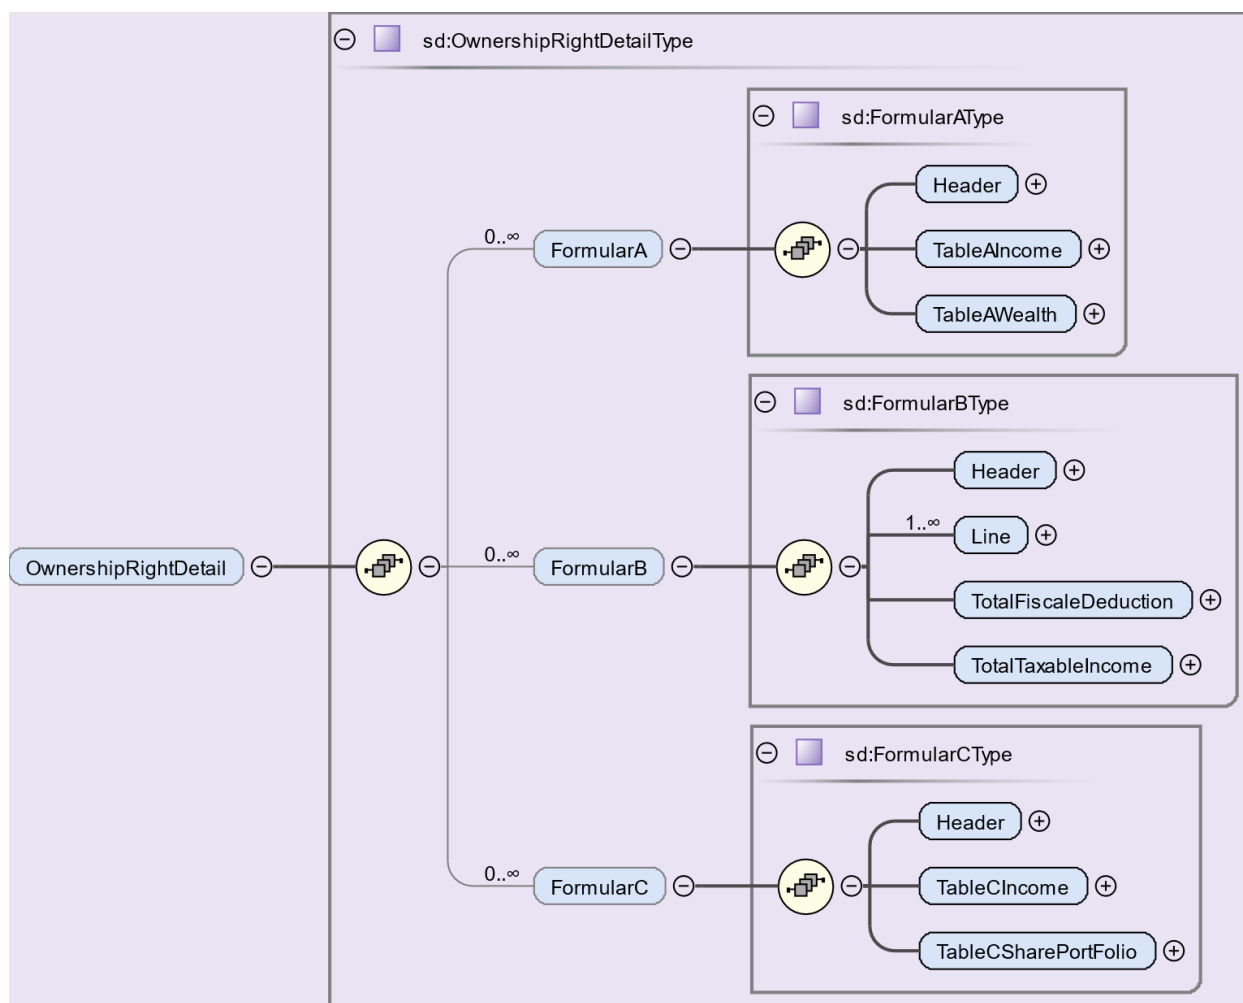 sd:OwnershipRightDetailType
sd:FormularAType
Header
0..∞
FormularA
TableAIncome
TableAWealth
sd:FormularBType
Header
1..∞
Line
OwnershipRightDetail
0..∞
FormularB
TotalFiscaleDeduction
TotalTaxableIncome
sd:FormularCType
Header
0..∞
FormularC
TableCIncome
TableCSharePortFolio